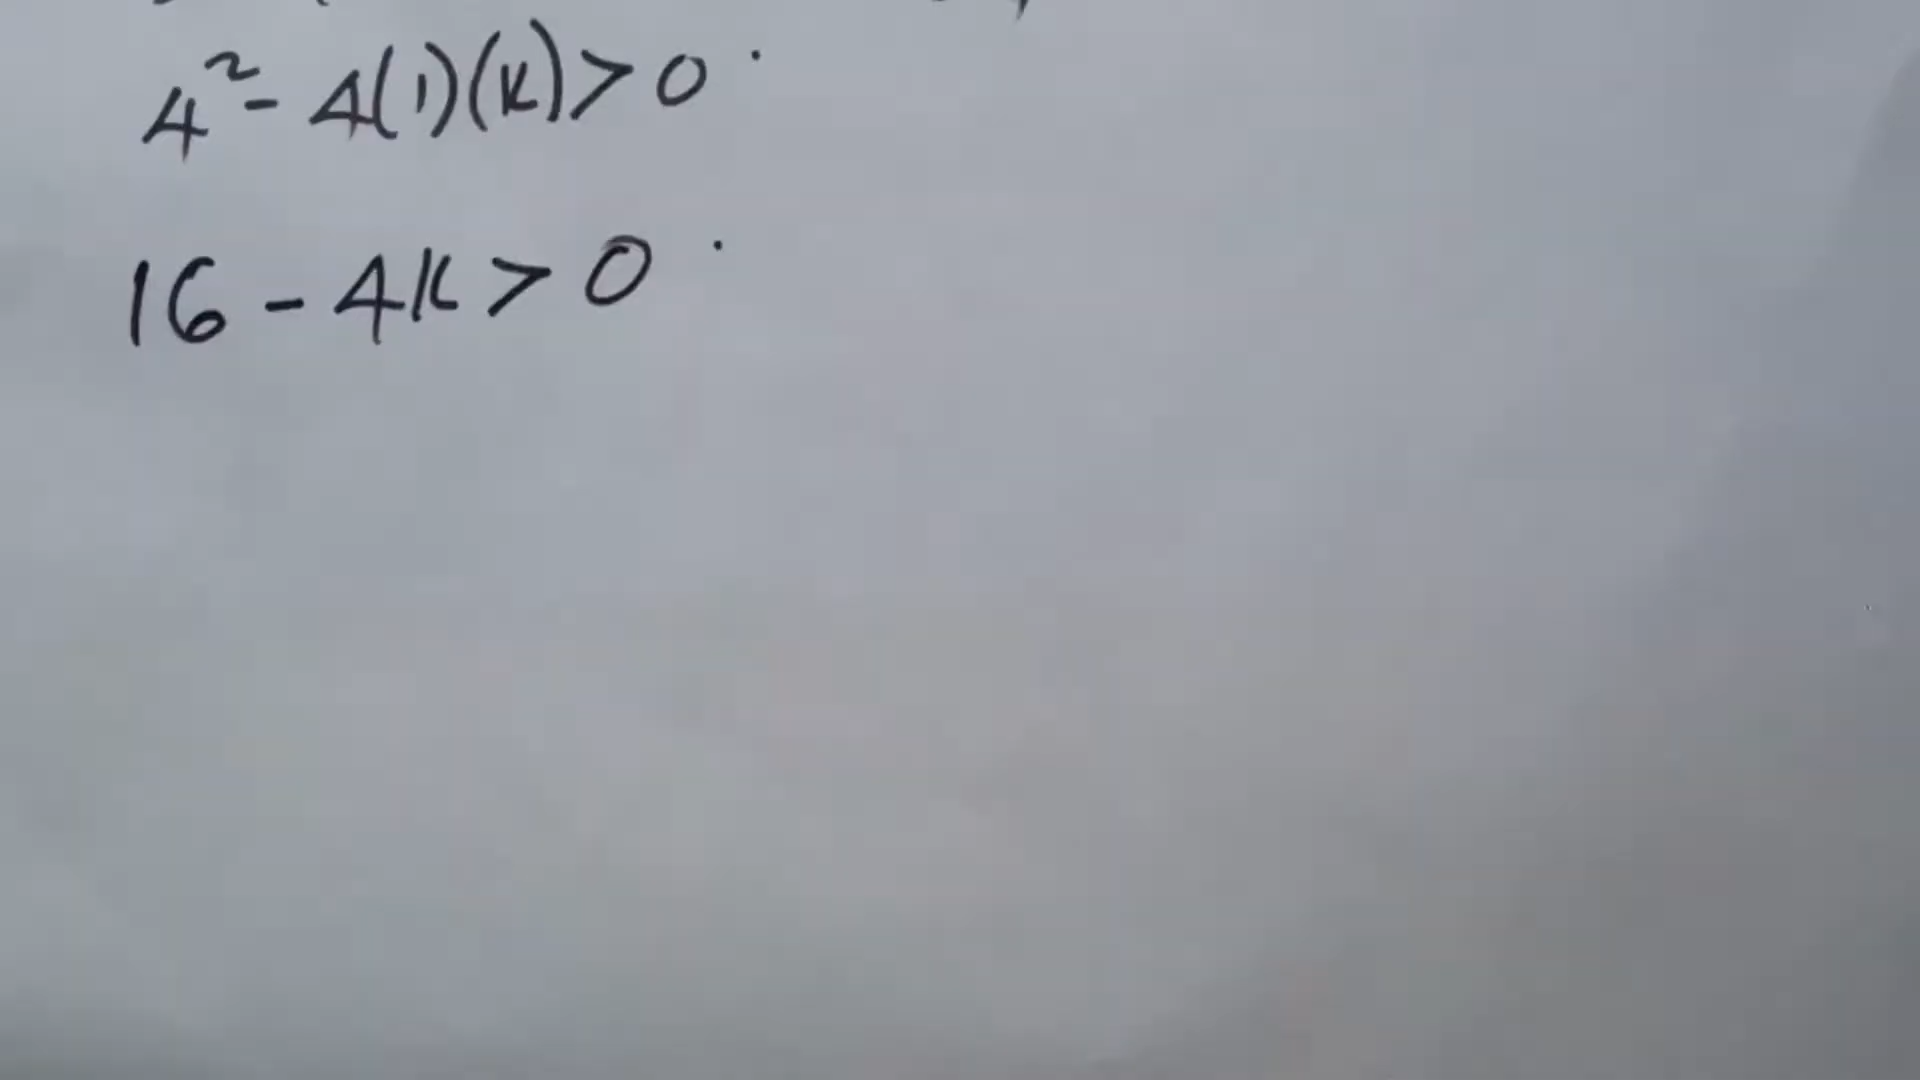 4² - 4(1)(k) > 0.
16 - 4k > 0.